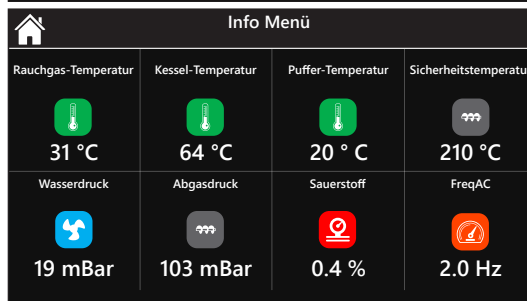 Info Menü
Rauchgas-Temperatur Kessel-Temperatur Puffer-Temperatur Sicherheitstemperatu
31 °C 64 °C 20 ° C 210 °C
Wasserdruck Abgasdruck Sauerstoff FreqAC
19 mBar 103 mBar 0.4 % 2.0 Hz